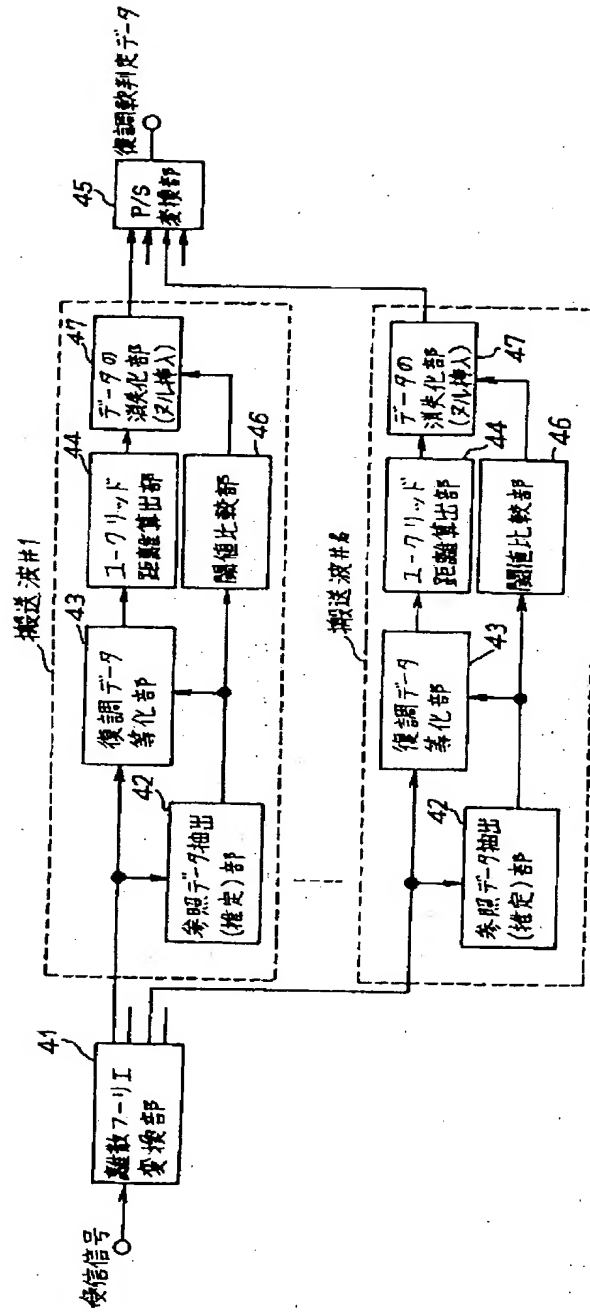 受信信号
41
離散フーリエ
変換部
搬送波#1
42
参照データ抽出
(推定)部
43
復調データ
等化部
44
ユークリッド
距離算出部
46
閾値比較部
47
データの
消失化部
(ヌル挿入)
搬送波#
42
参照データ抽出
(推定)部
43
復調データ
等化部
44
ユークリッド
距離算出部
46
閾値比較部
47
データの
消失化部
(ヌル挿入)
45
P/S
変換部
復調軟判定データ